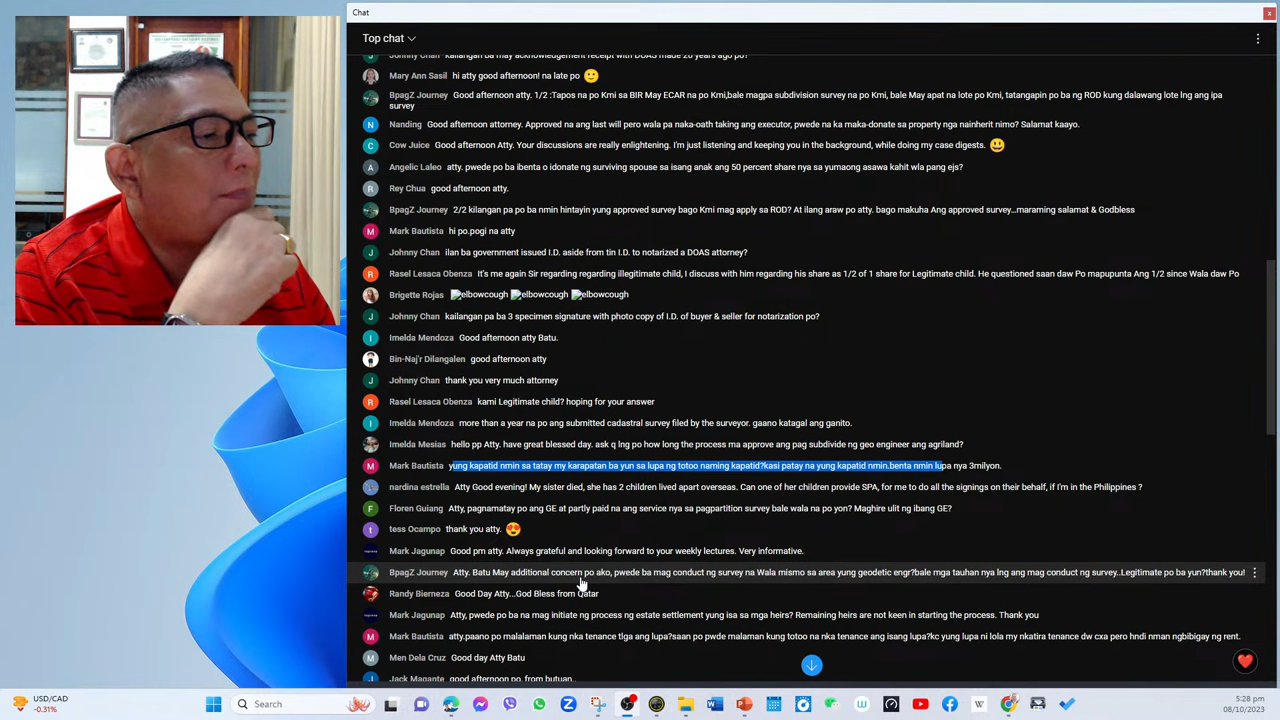 Chat
Top chat
Johnny Chan kailangan ba may acknowledgement receipt with DOAS made 20 years ago po?
Mary Ann Sasil hi atty good afternoon! na late po 🙂
BpagZ Journey Good afternoon atty. 1/2 :Tapos na po Kmi sa BIR May ECAR na po Kmi,bale magpa subdivision survey na po Kmi, bale May apat na lote po Kmi, tatangapin po ba ng ROD kung dalawang lote lng ang ipa
survey
N Nanding Good afternoon attorney. Approved na ang last will pero wala pa naka-oath taking ang executor, pwede na ka maka-donate sa property nga nainherit nimo? Salamat kaayo.
C Cow Juice Good afternoon Atty. Your discussions are really enlightening. I'm just listening and keeping you in the background, while doing my case digests. 😃
A Angelic Laleo atty. pwede po ba ibenta o idonate ng surviving spouse sa isang anak ang 50 percent share nya sa yumaong asawa kahit wla pang ejs?
R Rey Chua good afternoon atty.
BpagZ Journey 2/2 kilangan pa po ba nmin hintayin yung approved survey bago Kmi mag apply sa ROD? At ilang araw po atty. bago makuha Ang approved survey…maraming salamat & Godbless
M Mark Bautista hi po.pogi na atty
J Johnny Chan ilan ba government issued I.D. aside from tin I.D. to notarized a DOAS attorney?
R Rasel Lesaca Obenza It's me again Sir regarding regarding illegitimate child, I discuss with him regarding his share as 1/2 of 1 share for Legitimate child. He questioned saan daw Po mapupunta Ang 1/2 since Wala daw Po
Brigette Rojas elbowcough elbowcough elbowcough
J Johnny Chan kailangan pa ba 3 specimen signature with photo copy of I.D. of buyer & seller for notarization po?
I Imelda Mendoza Good afternoon atty Batu.
Bin-Naj'r Dilangalen good afternoon atty
J Johnny Chan thank you very much attorney
R Rasel Lesaca Obenza kami Legitimate child? hoping for your answer
I Imelda Mendoza more than a year na po ang submitted cadastral survey filed by the surveyor. gaano katagal ang ganito.
Imelda Mesias hello pp Atty. have great blessed day. ask q lng po how long the process ma approve ang pag subdivide ng geo engineer ang agriland?
M Mark Bautista yung kapatid nmin sa tatay my karapatan ba yun sa lupa ng totoo naming kapatid?kasi patay na yung kapatid nmin.benta nmin lupa nya 3milyon.
nardina estrella Atty Good evening! My sister died, she has 2 children lived apart overseas. Can one of her children provide SPA, for me to do all the signings on their behalf, if I'm in the Philippines ?
F Floren Guiang Atty, pagnamatay po ang GE at partly paid na ang service nya sa pagpartition survey bale wala na po yon? Maghire ulit ng ibang GE?
t tess Ocampo thank you atty. 😍
Mark Jagunap Good pm atty. Always grateful and looking forward to your weekly lectures. Very informative.
BpagZ Journey Atty. Batu May additional concern po ako, pwede ba mag conduct ng survey na Wala mismo sa area yung geodetic engr?bale mga tauhan nya lng ang mag conduct ng survey..Legitimate po ba yun?thank you!
Randy Bierneza Good Day Atty...God Bless from Qatar
Mark Jagunap Atty, pwede po ba na mag initiate ng process ng estate settlement yung isa sa mga heirs? Remaining heirs are not keen in starting the process. Thank you
M Mark Bautista atty.paano po malalaman kung nka tenance tlga ang lupa?saan po pwde malaman kung totoo na nka tenance ang isang lupa?kc yung lupa ni lola my nkatira tenance dw cxa pero hndi nman ngbibigay ng rent.
M Men Dela Cruz Good day Atty Batu
J Jack Magante good afternoon po, from butuan..
USD/CAD
-0.31%
Search
5:28 pm
08/10/2023